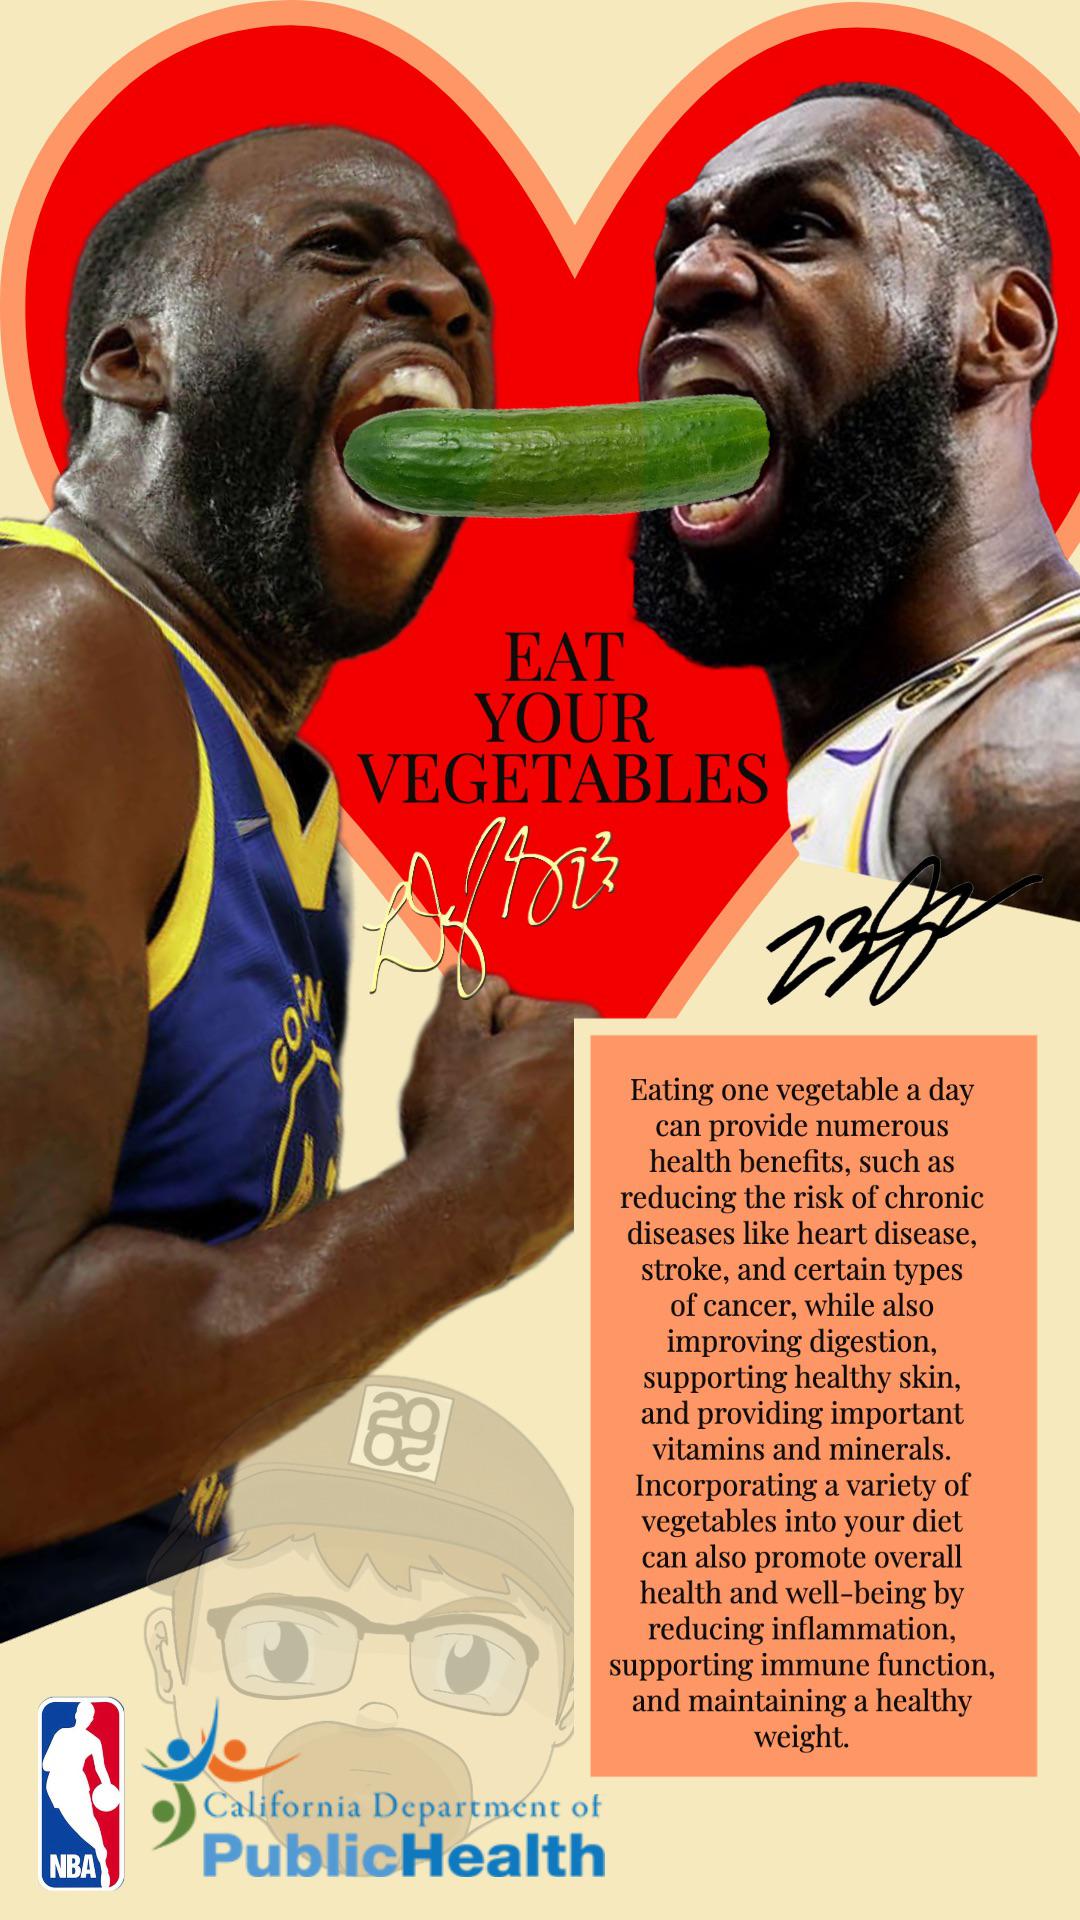 EAT
YOUR
VEGETABLES
23
23
GOLDEN
Eating one vegetable a day
can provide numerous
health benefits, such as
reducing the risk of chronic
diseases like heart disease,
stroke, and certain types
of cancer, while also
improving digestion,
supporting healthy skin,
and providing important
vitamins and minerals.
Incorporating a variety of
vegetables into your diet
can also promote overall
health and well-being by
reducing inflammation,
supporting immune function,
and maintaining a healthy
weight.
NBA
California Department of
PublicHealth